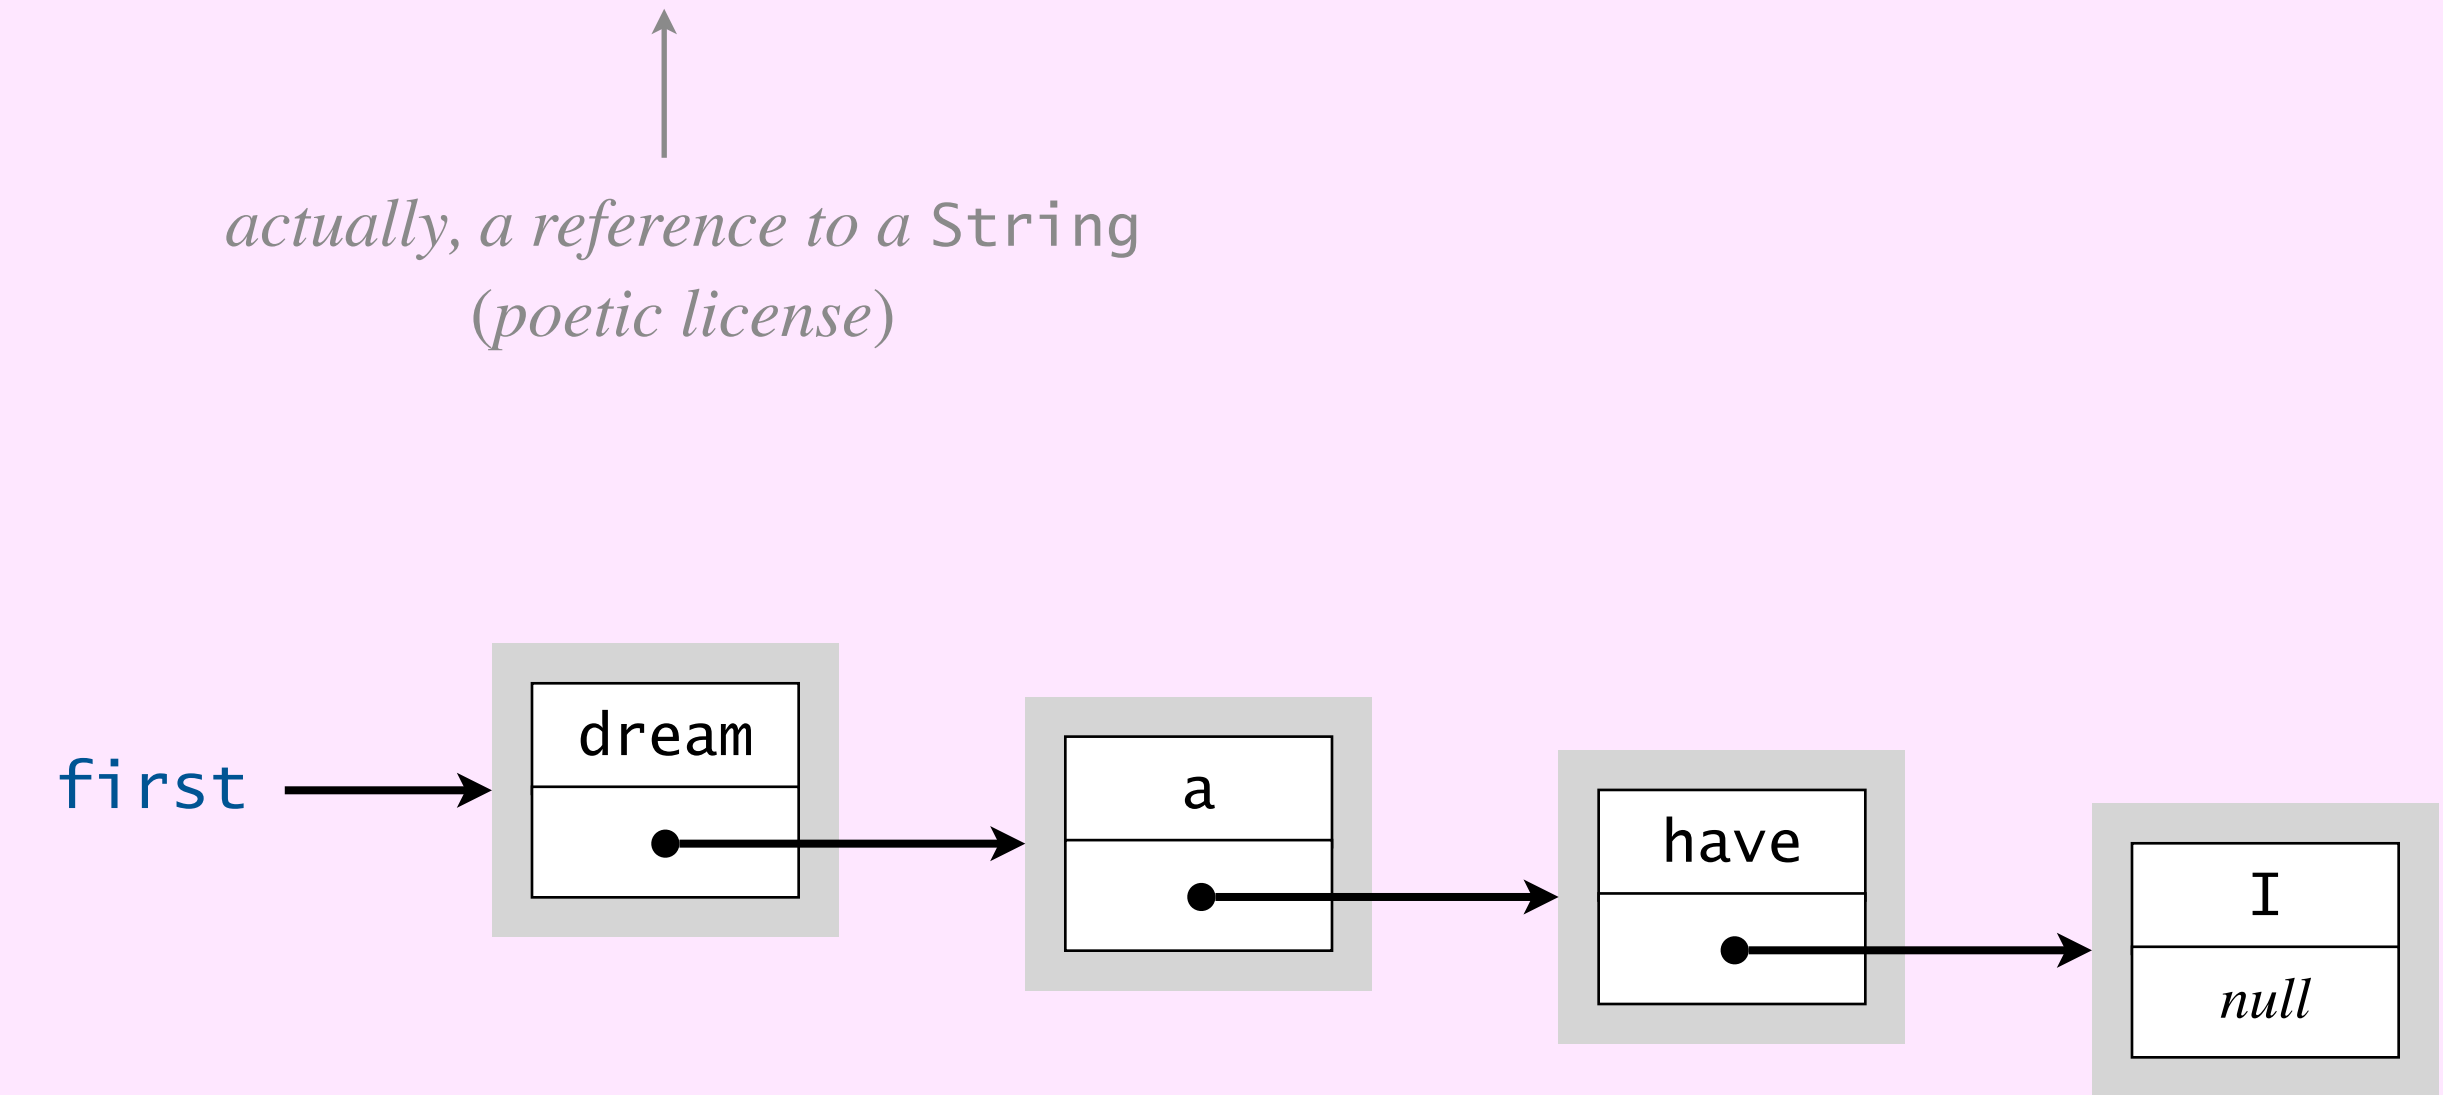 actually, a reference to a String
(poetic license)
first
dream
a
have
I
null